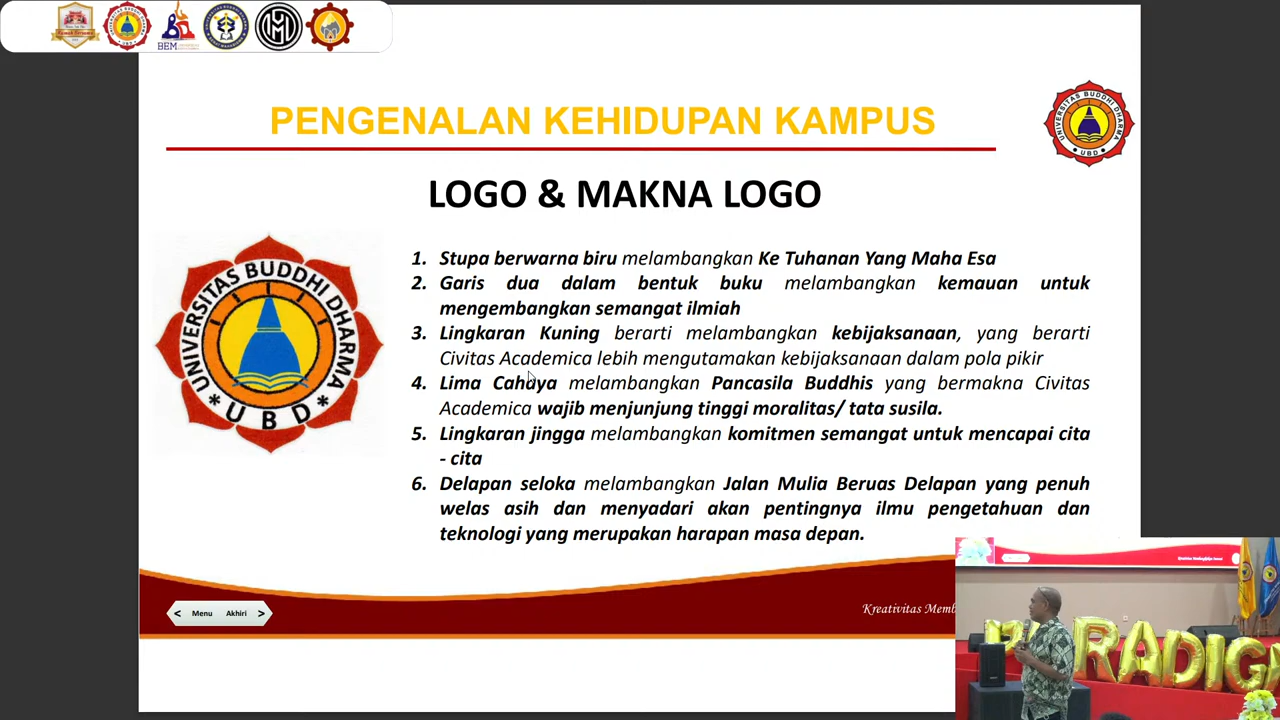 BEM
PENGENALAN KEHIDUPAN KAMPUS
UNIVERSITAS BUDDHI DHARMA
UBD
LOGO & MAKNA LOGO
UNIVERSITAS BUDDHI DHARMA
* U B D *
1. Stupa berwarna biru melambangkan Ke Tuhanan Yang Maha Esa
2. Garis dua dalam bentuk buku melambangkan kemauan untuk
mengembangkan semangat ilmiah
3. Lingkaran Kuning berarti melambangkan kebijaksanaan, yang berarti
Civitas Academica lebih mengutamakan kebijaksanaan dalam pola pikir
4. Lima Cahaya melambangkan Pancasila Buddhis yang bermakna Civitas
Academica wajib menjunjung tinggi moralitas/ tata susila.
5. Lingkaran jingga melambangkan komitmen semangat untuk mencapai cita
- cita
6. Delapan seloka melambangkan Jalan Mulia Beruas Delapan yang penuh
welas asih dan menyadari akan pentingnya ilmu pengetahuan dan
teknologi yang merupakan harapan masa depan.
< Menu Akhiri >
Kreativitas Memb
RADIG